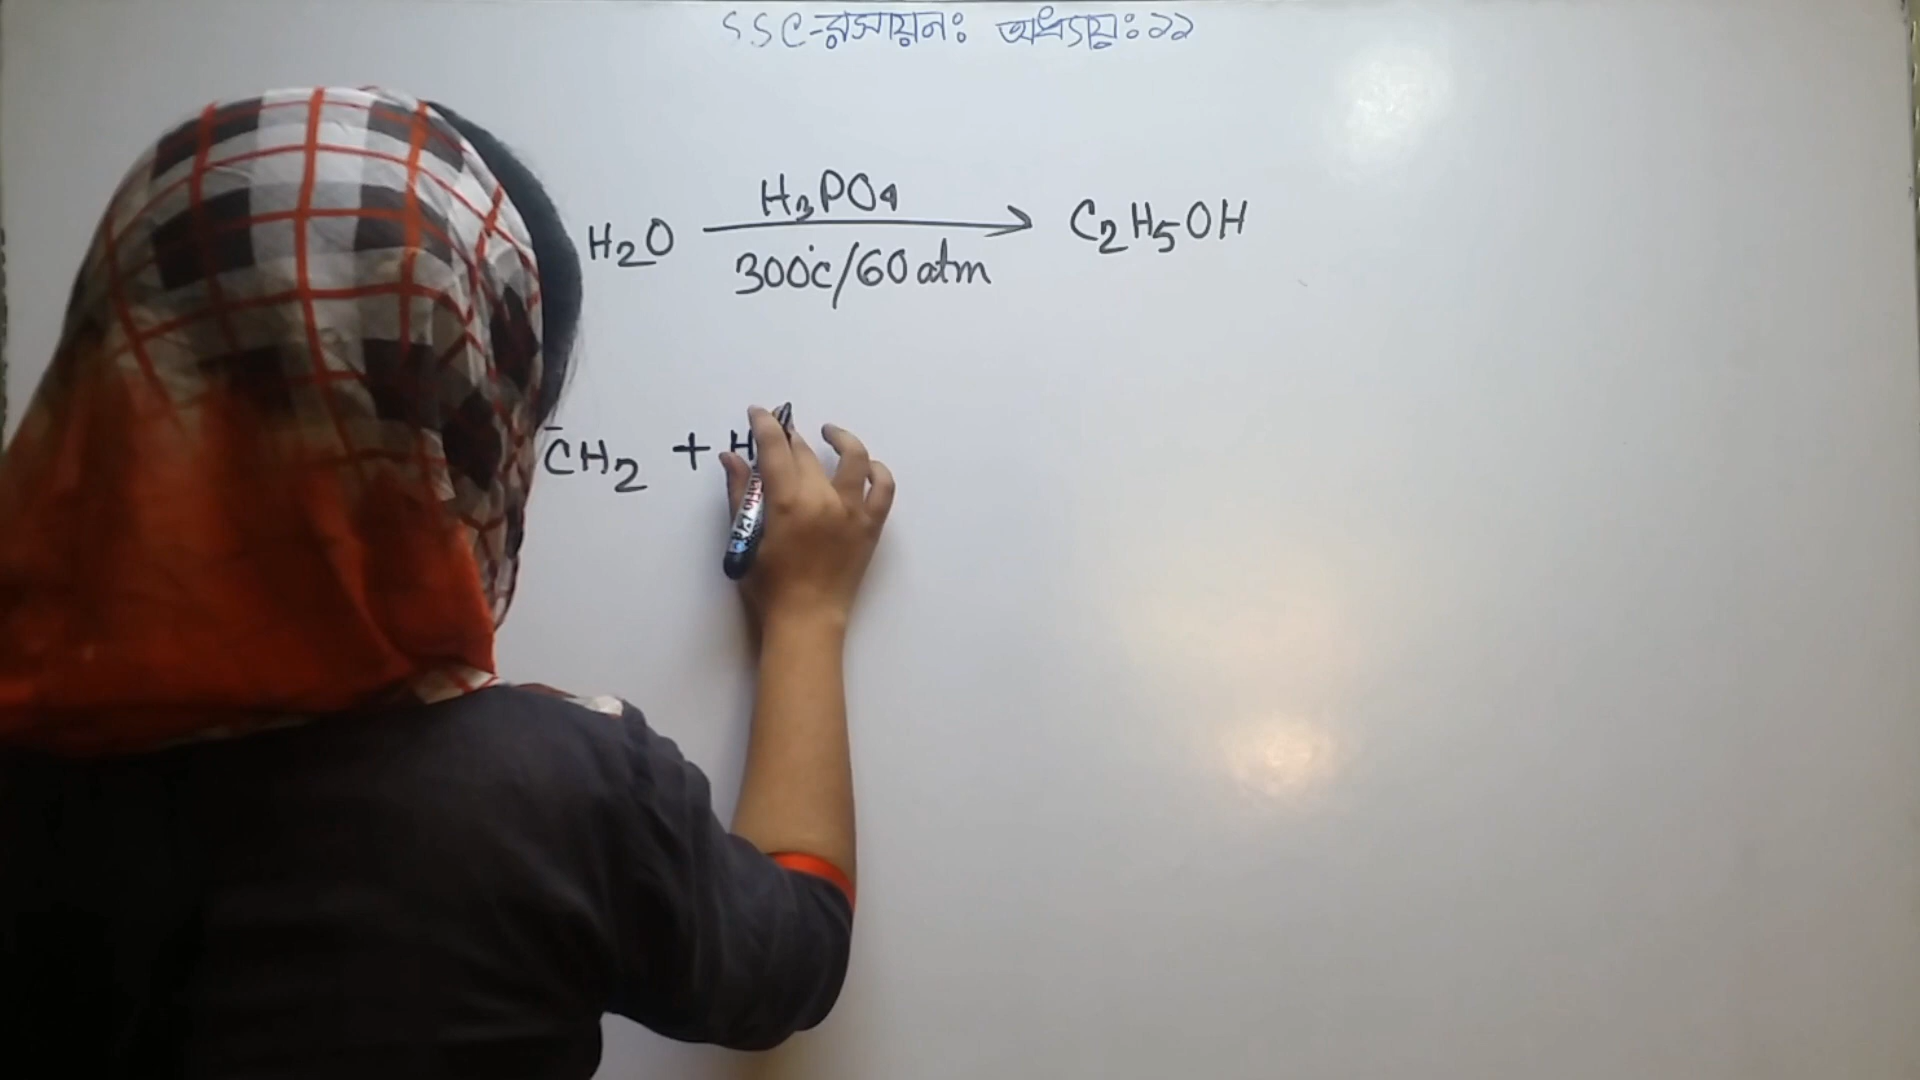 SSC-রসায়ন: অধ্যায়: ১১
H₃PO₄
H₂O ⟶ C₂H₅OH
300°C/60 atm
CH₂ + H